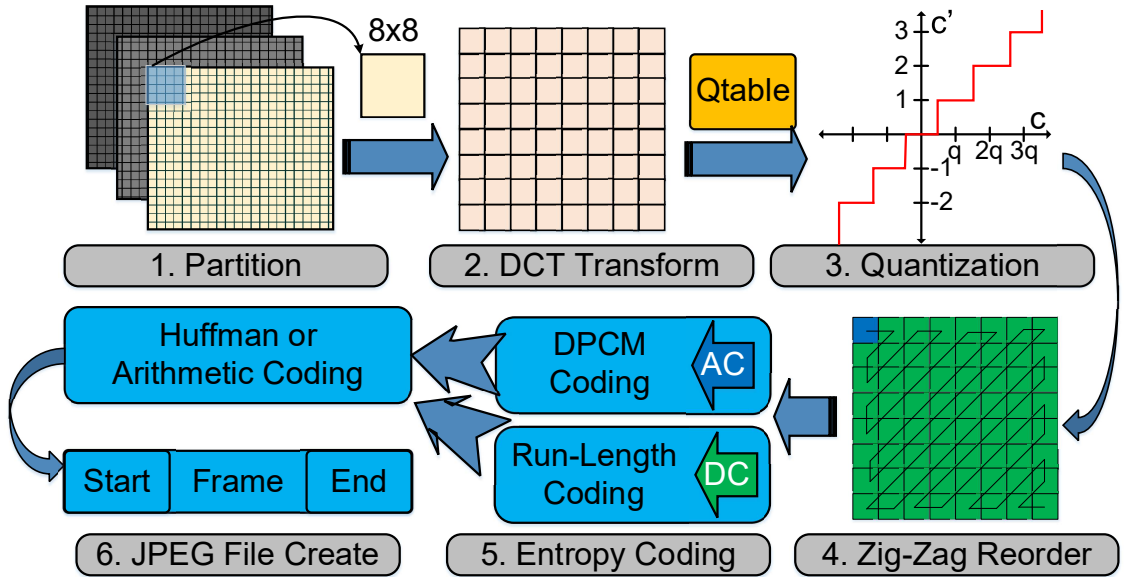 8x8
Qtable
c'
3
2
1
c
q 2q 3q
-1
-2
1. Partition
2. DCT Transform
3. Quantization
Huffman or
Arithmetic Coding
DPCM
Coding
AC
Run-Length
Coding
DC
Start
Frame
End
6. JPEG File Create
5. Entropy Coding
4. Zig-Zag Reorder